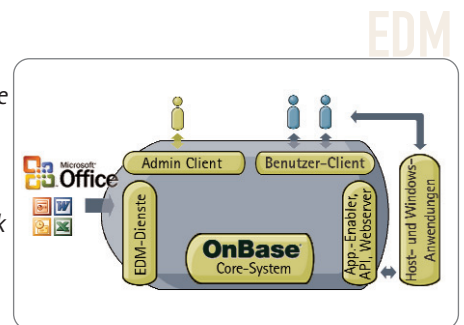 EDM
e
k
Microsoft
Office
Admin Client
Benutzer-Client
EDM-Dienste
OnBase
Core-System
App.-Enabler,
API, Webserver
Host- und Windows-
Anwendungen